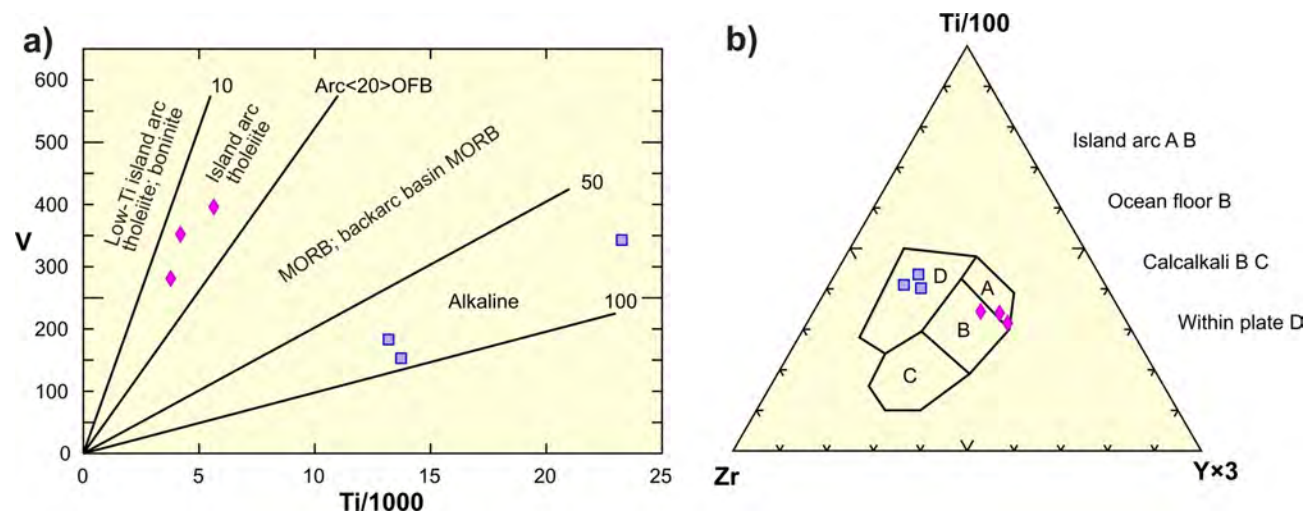 a)
600
500
400
300
200
100
0
V
0
5
10
15
20
25
Ti/1000
10
Arc<20>OFB
50
100
Low-Ti island arc
tholeiite; boninite
Island arc
tholeiite
MORB; backarc basin MORB
Alkaline
b)
Ti/100
Island arc A B
Ocean floor B
Calcalkali B C
Within plate D
D
A
B
C
Zr
Y×3